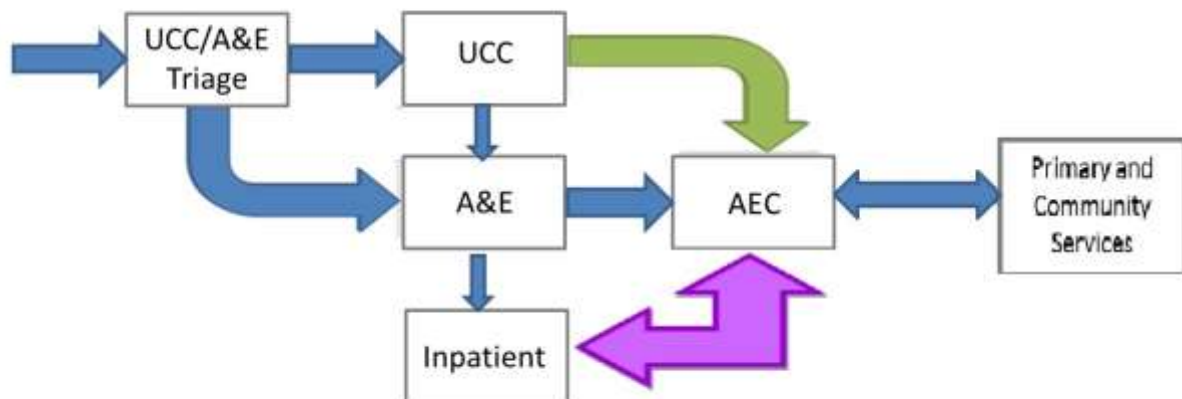 UCC/A&E
Triage
UCC
A&E
AEC
Primary and
Community
Services
Inpatient